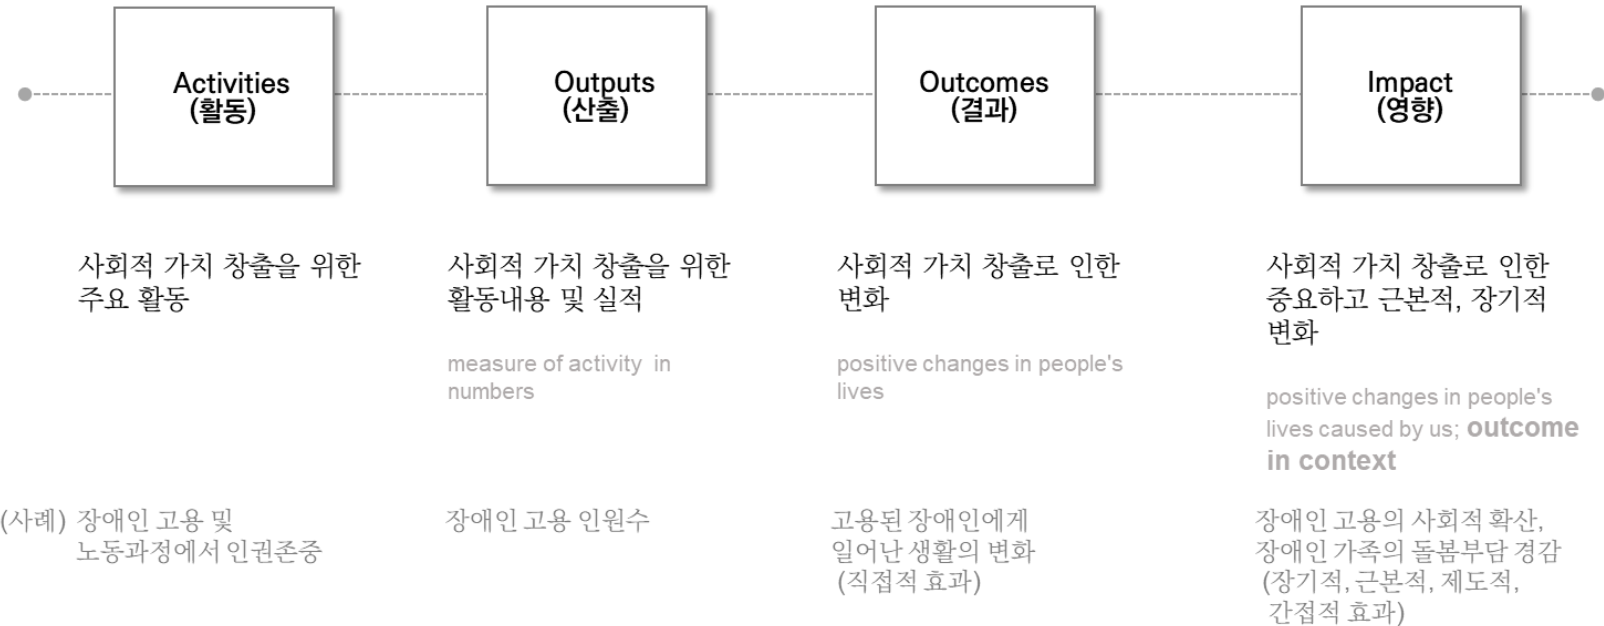 Activities
(활동)
Outputs
(산출)
Outcomes
(결과)
Impact
(영향)
사회적 가치 창출을 위한
주요 활동
사회적 가치 창출을 위한
활동내용 및 실적
measure of activity in
numbers
사회적 가치 창출로 인한
변화
positive changes in people's
lives
사회적 가치 창출로 인한
중요하고 근본적, 장기적
변화
positive changes in people's
lives caused by us; outcome
in context
(사례) 장애인 고용 및
노동과정에서 인권존중
장애인 고용 인원수
고용된 장애인에게
일어난 생활의 변화
(직접적 효과)
장애인 고용의 사회적 확산,
장애인 가족의 돌봄부담 경감
(장기적, 근본적, 제도적,
간접적 효과)